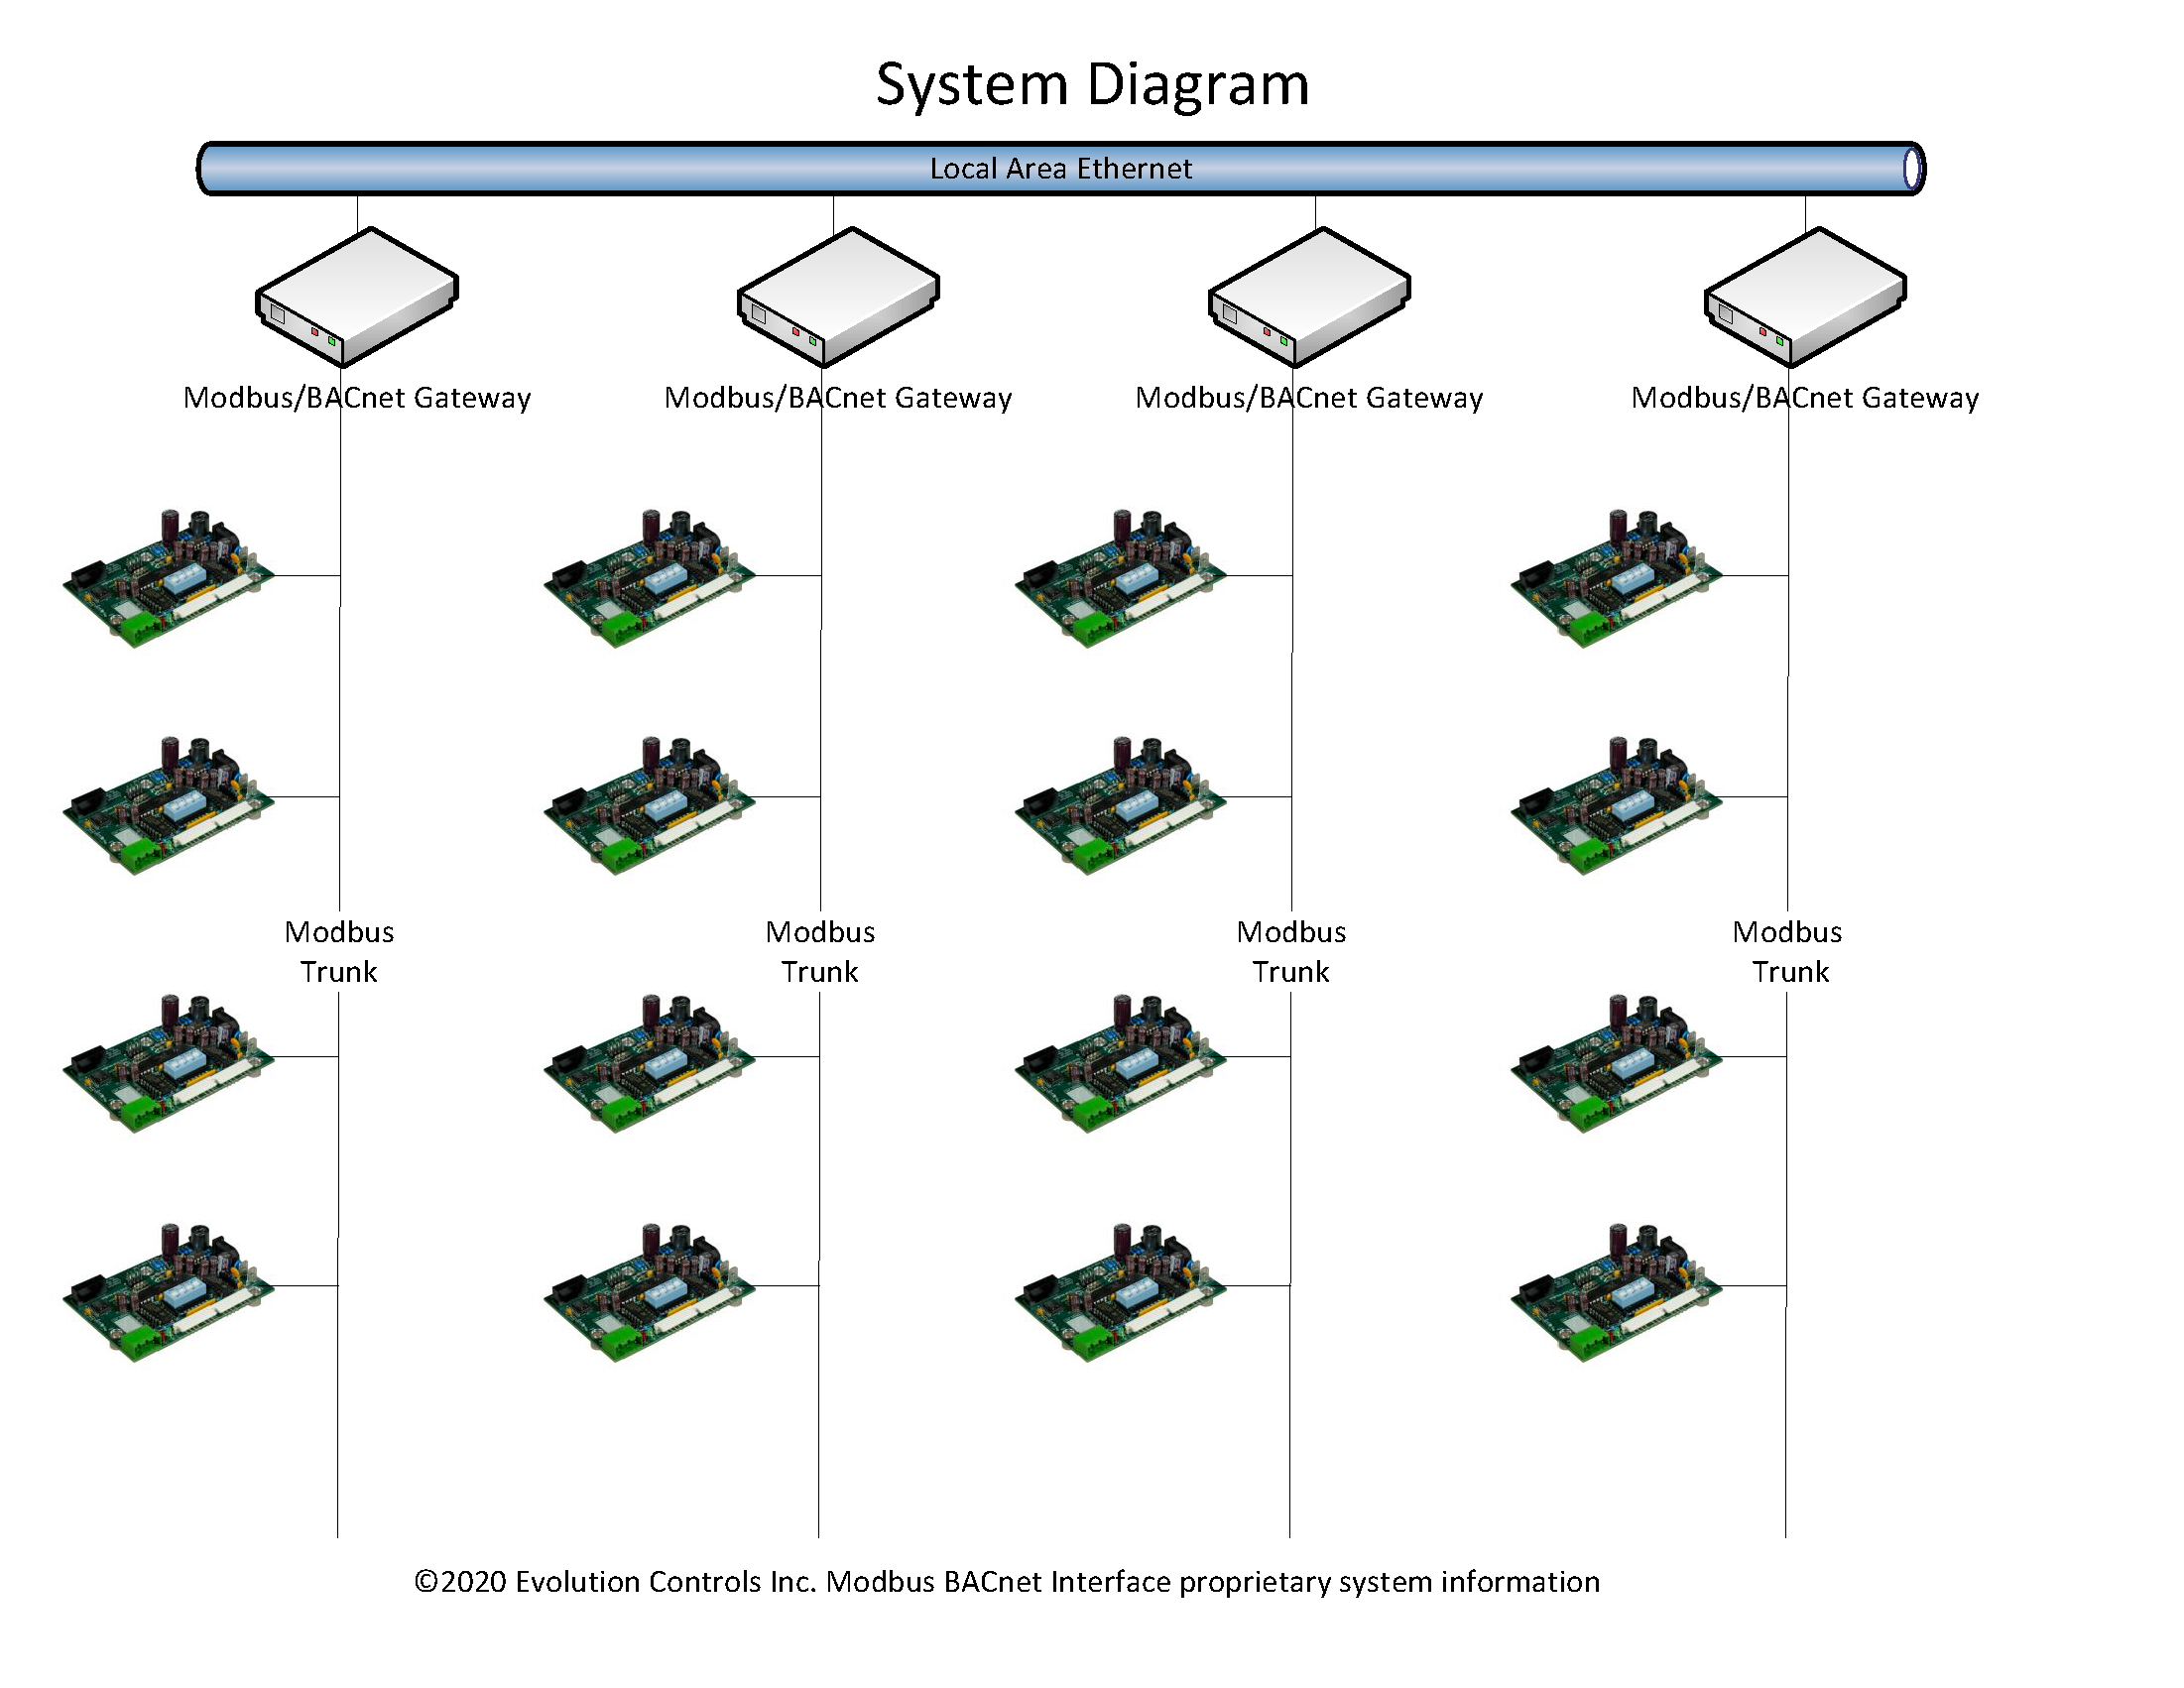 System Diagram
Local Area Ethernet
Modbus/BACnet Gateway
Modbus/BACnet Gateway
Modbus/BACnet Gateway
Modbus/BACnet Gateway
Modbus
Trunk
Modbus
Trunk
Modbus
Trunk
Modbus
Trunk
©2020 Evolution Controls Inc. Modbus BACnet Interface proprietary system information